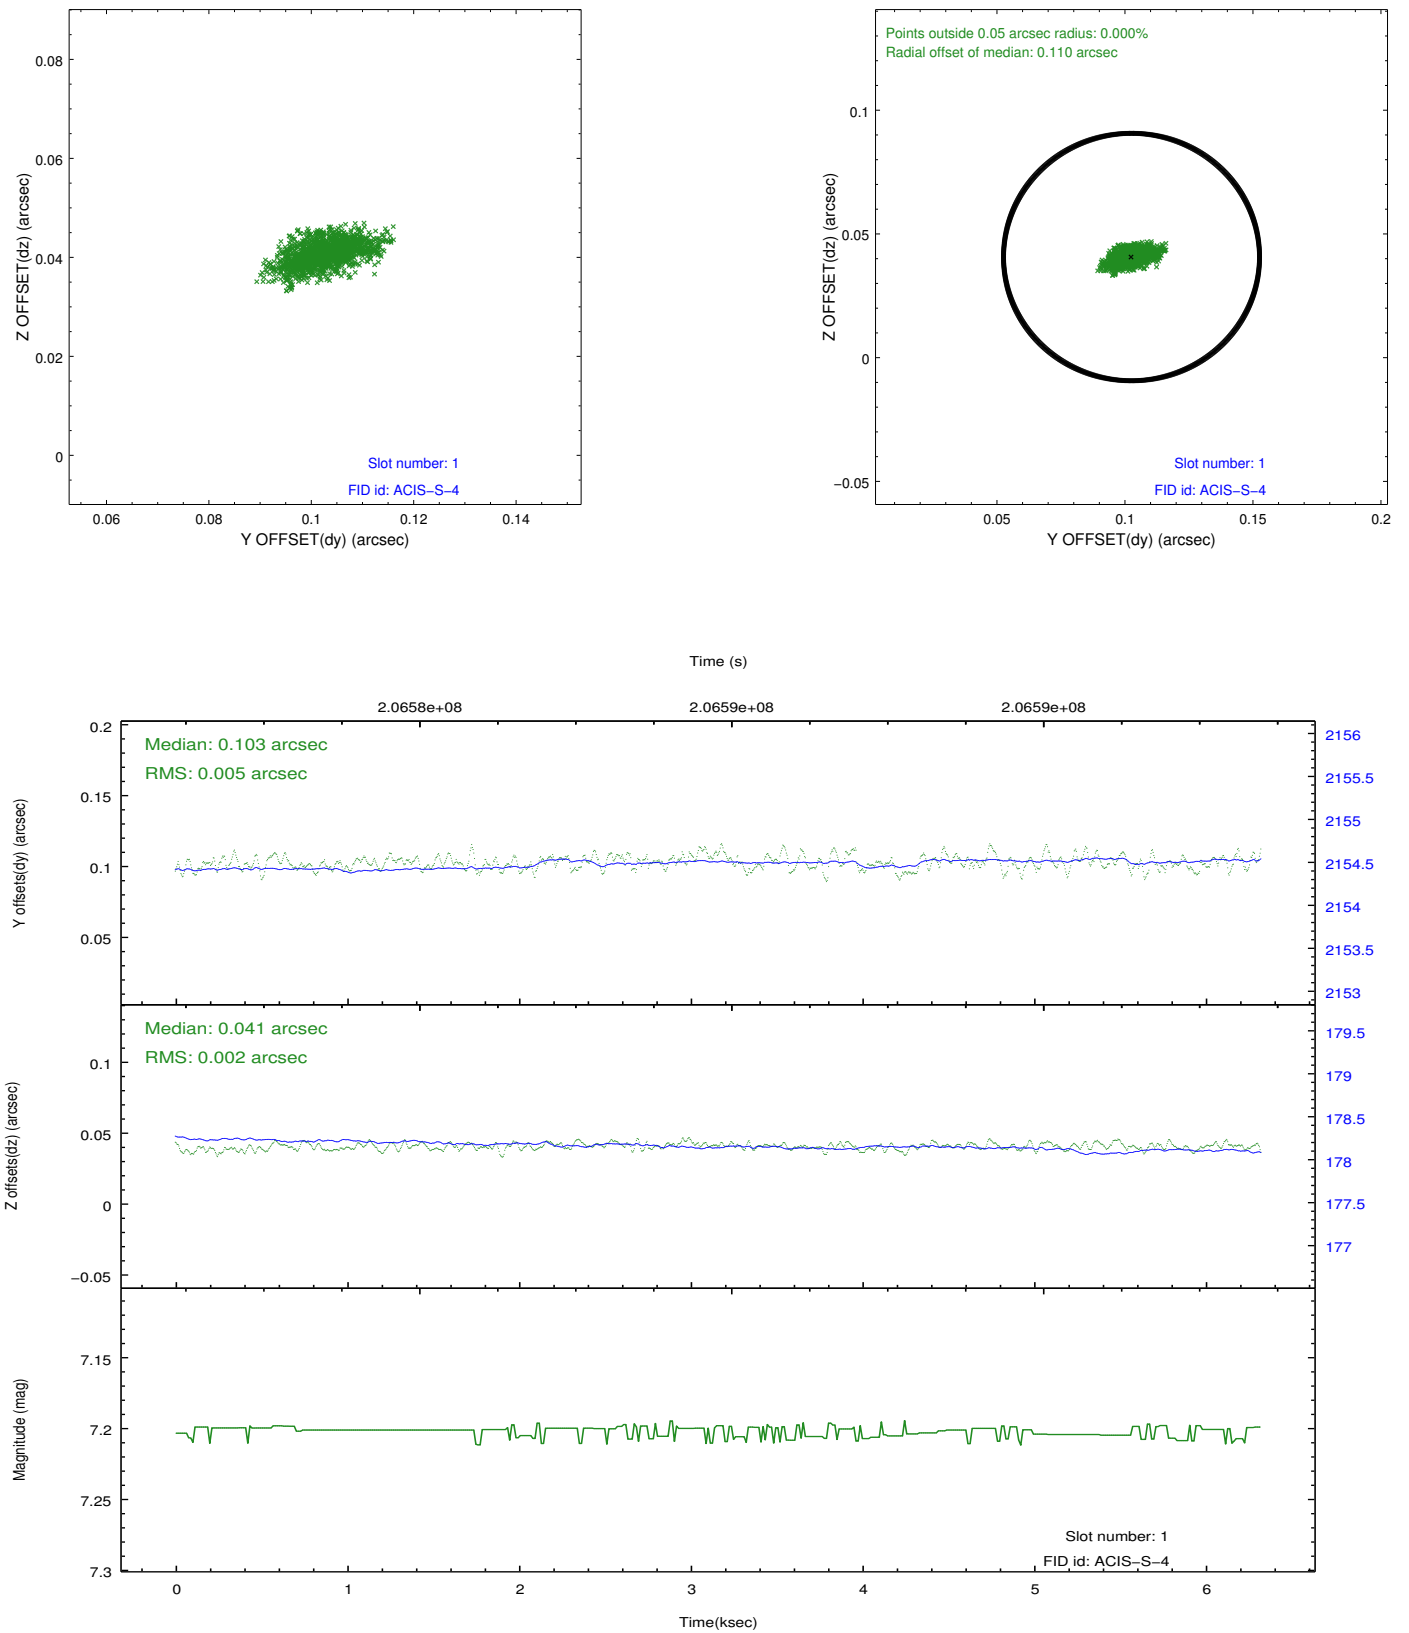 0.08
0.06
0.04
0.02
0
Z OFFSET(dz) (arcsec)
Slot number: 1
FID id: ACIS−S−4
0.06 0.08 0.1 0.12 0.14
Y OFFSET(dy) (arcsec)
Points outside 0.05 arcsec radius: 0.000%
Radial offset of median: 0.110 arcsec
0.1
0.05
0
−0.05
Z OFFSET(dz) (arcsec)
Slot number: 1
FID id: ACIS−S−4
0.05 0.1 0.15 0.2
Y OFFSET(dy) (arcsec)
Time (s)
2.0658e+08 2.0659e+08 2.0659e+08
Median: 0.103 arcsec
RMS: 0.005 arcsec
0.2
0.15
0.1
0.05
Y offsets(dy) (arcsec)
2156
2155.5
2155
2154.5
2154
2153.5
2153
Median: 0.041 arcsec
RMS: 0.002 arcsec
0.1
0.05
0
−0.05
Z offsets(dz) (arcsec)
179.5
179
178.5
178
177.5
177
7.15
7.2
7.25
7.3
Magnitude (mag)
Slot number: 1
FID id: ACIS−S−4
0 1 2 3 4 5 6
Time(ksec)